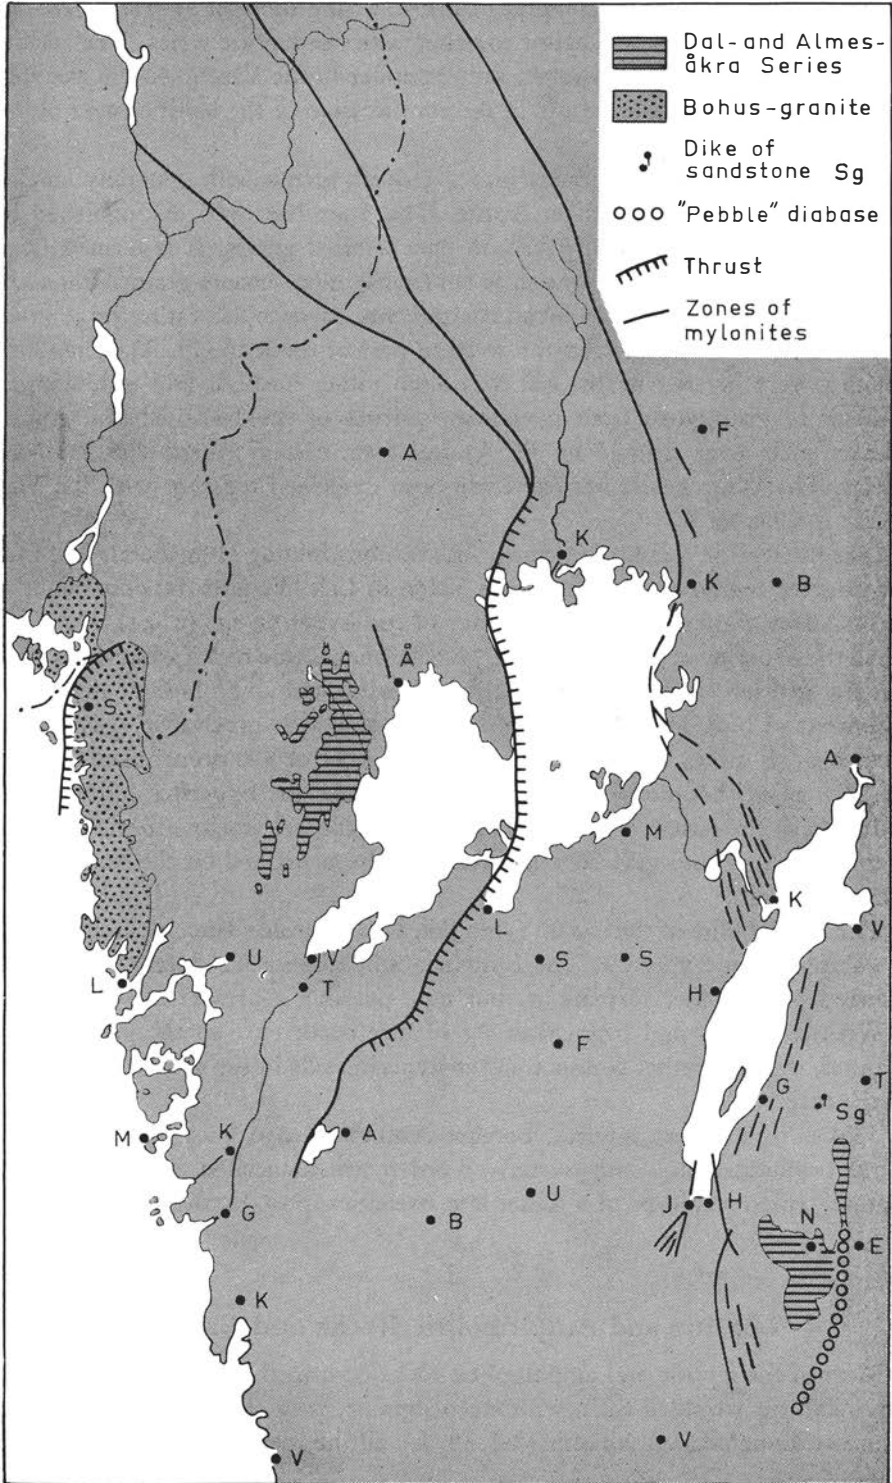 Dal- and Almes-
åkra Series
Bohus-granite
Dike of
sandstone Sg
"Pebble" diabase
Thrust
Zones of
mylonites
F
A
K
K
B
Å
S
A
M
K
L
V
U
V
S
S
L
T
H
F
T
G
Sg
M
K
A
U
J
H
G
B
N
E
K
V
V